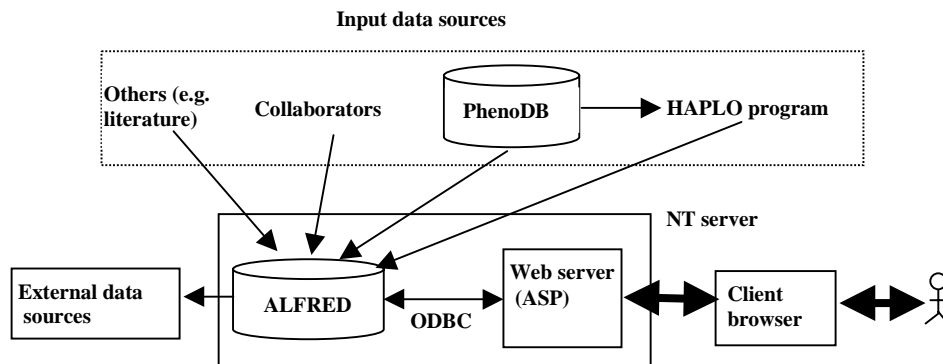 Input data sources
Others (e.g.
literature)
Collaborators
PhenoDB
HAPLO program
NT server
External data
sources
ALFRED
ODBC
Web server
(ASP)
Client
browser